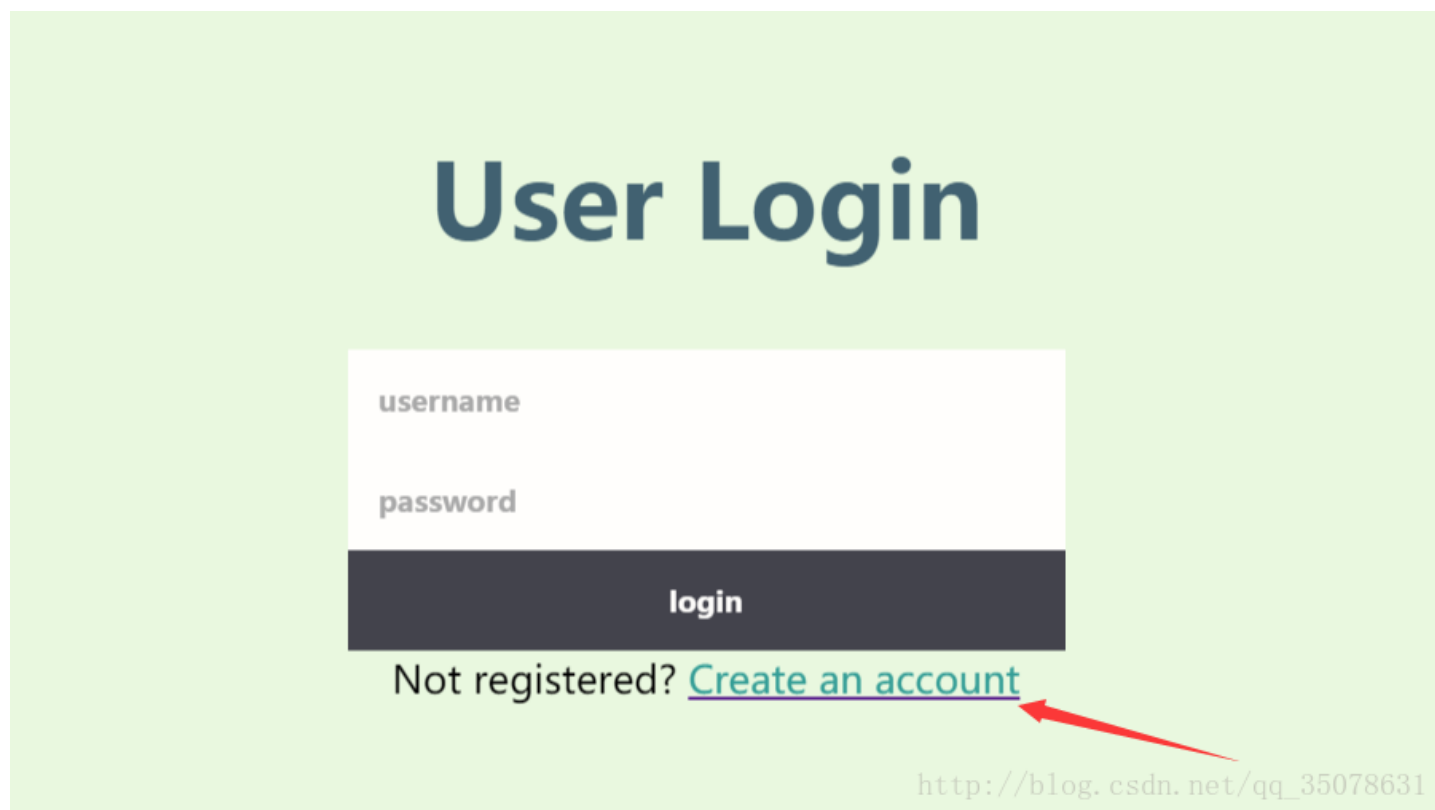 User Login
username
password
login
Not registered? Create an account
http://blog.csdn.net/qq_35078631